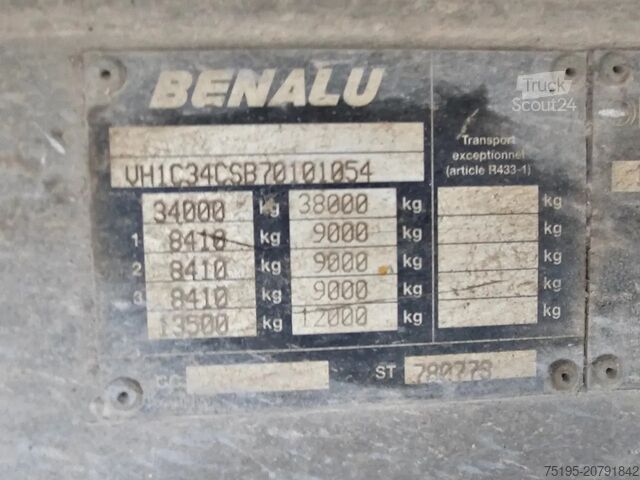 BENALU
Truck
Scout24
Transport
exceptionnel
(article R433-1)
VH1C34CSB70101054
34000 kg 38000 kg kg
1 8410 kg 9000 kg kg
2 8410 kg 9000 kg kg
3 8410 kg 9000 kg kg
13500 kg 12000 kg kg
ST 780773
75195-20791842